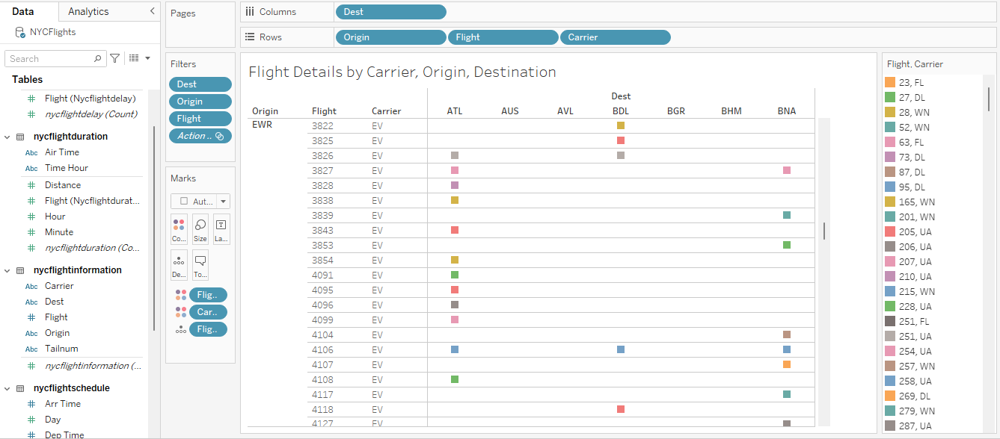 Data
Analytics
NYCFlights
Search
Tables
Flight (Nycflightdelay)
nycflightdelay (Count)
nycflightduration
Abc Air Time
Abc Time Hour
Distance
Flight (Nycflightdurat...
Hour
Minute
nycflightduration (Co...
nycflightinformation
Abc Carrier
Abc Dest
Flight
Abc Origin
Abc Tailnum
nycflightinformation (...
nycflightschedule
Arr Time
Day
Dep Time
Pages
Filters
Dest
Origin
Flight
Action ..
Marks
Aut...
Co... Size La...
De... To...
Flig..
Car..
Flig..
Columns Dest
Rows Origin Flight Carrier
Flight Details by Carrier, Origin, Destination
Dest
Origin Flight Carrier ATL AUS AVL BDL BGR BHM BNA
EWR 3822 EV
3825 EV
3826 EV
3827 EV
3828 EV
3838 EV
3839 EV
3843 EV
3853 EV
3854 EV
4091 EV
4095 EV
4096 EV
4099 EV
4104 EV
4106 EV
4107 EV
4108 EV
4117 EV
4118 EV
4127 EV
Flight, Carrier
23, FL
27, DL
28, WN
52, WN
63, FL
73, DL
87, DL
95, DL
165, WN
201, WN
205, UA
206, UA
207, UA
210, UA
215, WN
228, UA
251, FL
251, UA
254, UA
257, WN
258, UA
269, DL
279, WN
287, UA